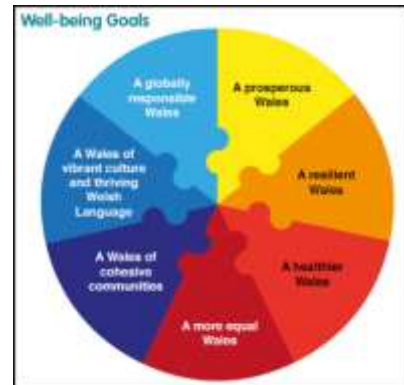 Well-being Goals
A prosperous
Wales
A resilient
Wales
A healthier
Wales
A more equal
Wales
A Wales of
cohesive
communities
A Wales of
vibrant culture
and thriving
Welsh
Language
A globally
responsible
Wales